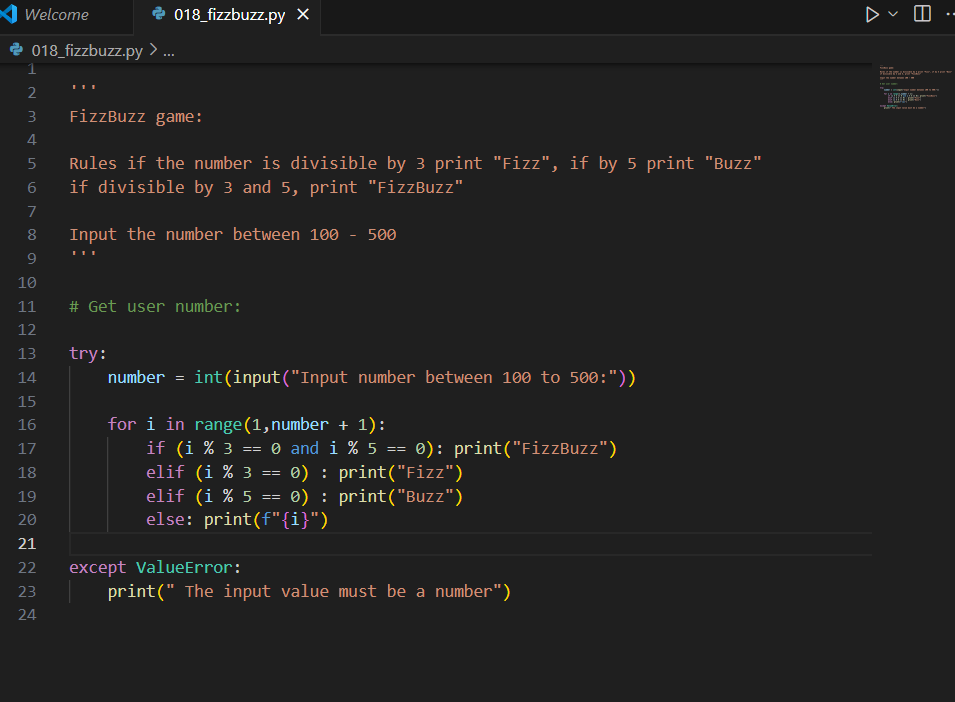 Welcome
018_fizzbuzz.py
018_fizzbuzz.py > ...
1
2 '''
3 FizzBuzz game:
4
5 Rules if the number is divisible by 3 print "Fizz", if by 5 print "Buzz"
6 if divisible by 3 and 5, print "FizzBuzz"
7
8 Input the number between 100 - 500
9 '''
10
11 # Get user number:
12
13 try:
14     number = int(input("Input number between 100 to 500:"))
15
16     for i in range(1,number + 1):
17         if (i % 3 == 0 and i % 5 == 0): print("FizzBuzz")
18         elif (i % 3 == 0) : print("Fizz")
19         elif (i % 5 == 0) : print("Buzz")
20         else: print(f"{i}")
21
22 except ValueError:
23     print(" The input value must be a number")
24